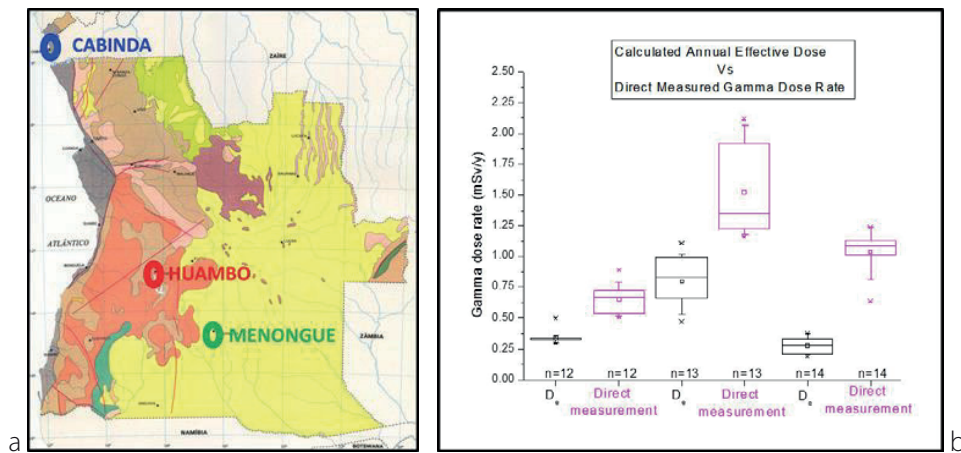 CABINDA
ZAÏRE
OCEANO
ATLÂNTICO
HUAMBO
MENONGUE
ZÂMBIA
NAMÍBIA
BOTSWANA
a
Calculated Annual Effective Dose
Vs
Direct Measured Gamma Dose Rate
Gamma dose rate (mSv/y)
2.50
2.25
2.00
1.75
1.50
1.25
1.00
0.75
0.50
0.25
0.00
n=12 n=12 n=13 n=13 n=14 n=14
De Direct measurement De Direct measurement De Direct measurement
b